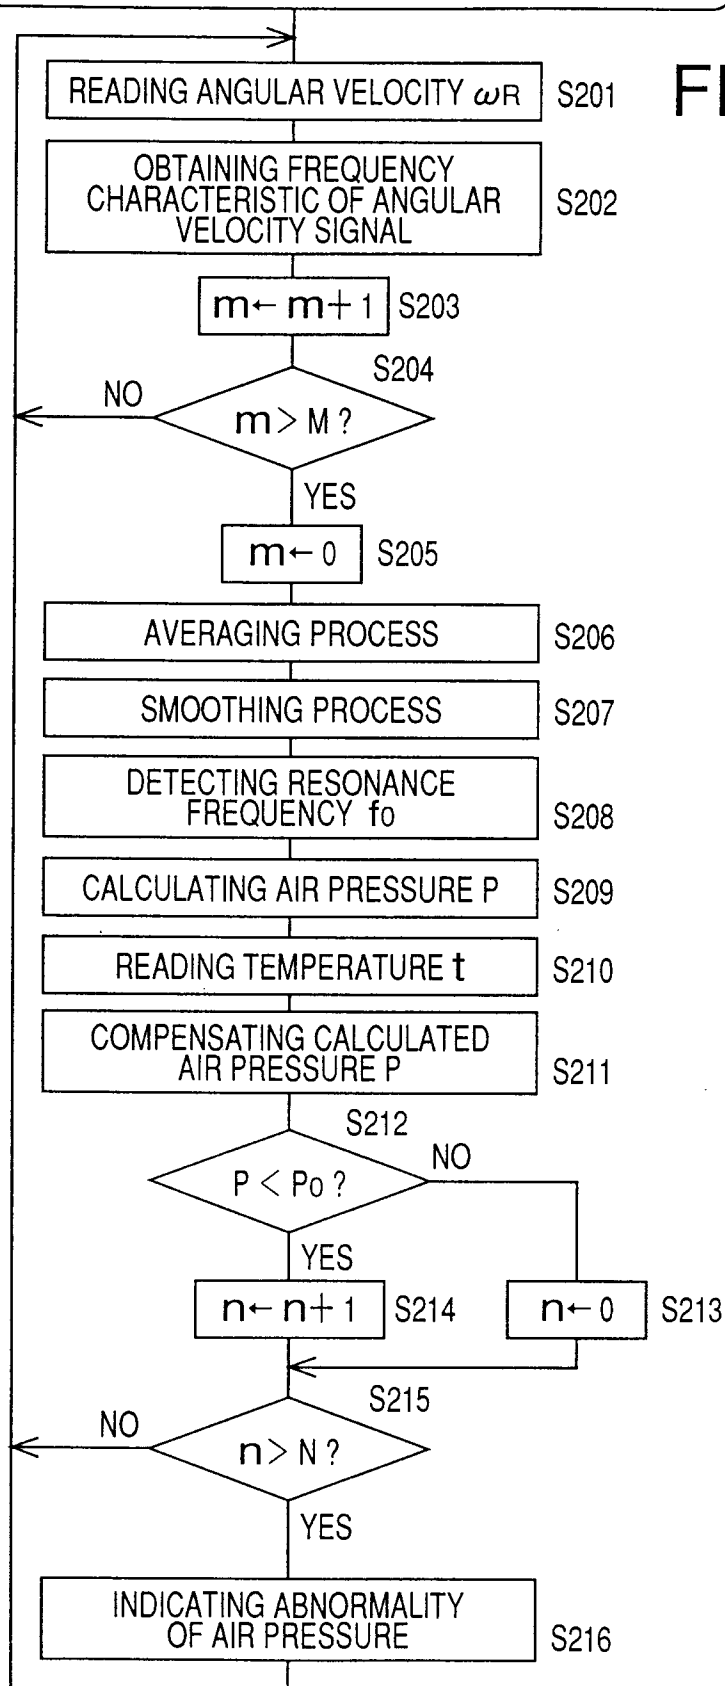 FI
READING ANGULAR VELOCITY ωR S201
OBTAINING FREQUENCY
CHARACTERISTIC OF ANGULAR
VELOCITY SIGNAL
S202
m← m+1 S203
S204
NO
m> M ?
YES
m← 0 S205
AVERAGING PROCESS S206
SMOOTHING PROCESS S207
DETECTING RESONANCE
FREQUENCY fo
S208
CALCULATING AIR PRESSURE P S209
READING TEMPERATURE t S210
COMPENSATING CALCULATED
AIR PRESSURE P
S211
S212
NO
P < Po ?
YES
n← n+1 S214
n←0 S213
S215
NO
n> N ?
YES
INDICATING ABNORMALITY
OF AIR PRESSURE
S216